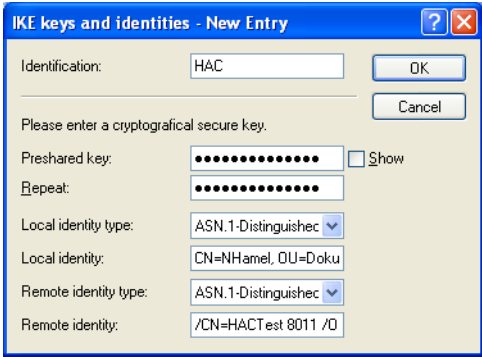 IKE keys and identities - New Entry
Identification: HAC
OK
Cancel
Please enter a cryptografical secure key.
Preshared key: ●●●●●●●●●●●●●● Show
Repeat: ●●●●●●●●●●●●●●
Local identity type: ASN.1-Distinguished
Local identity: CN=NHamel, OU=Doku
Remote identity type: ASN.1-Distinguished
Remote identity: /CN=HACTest 8011 /O